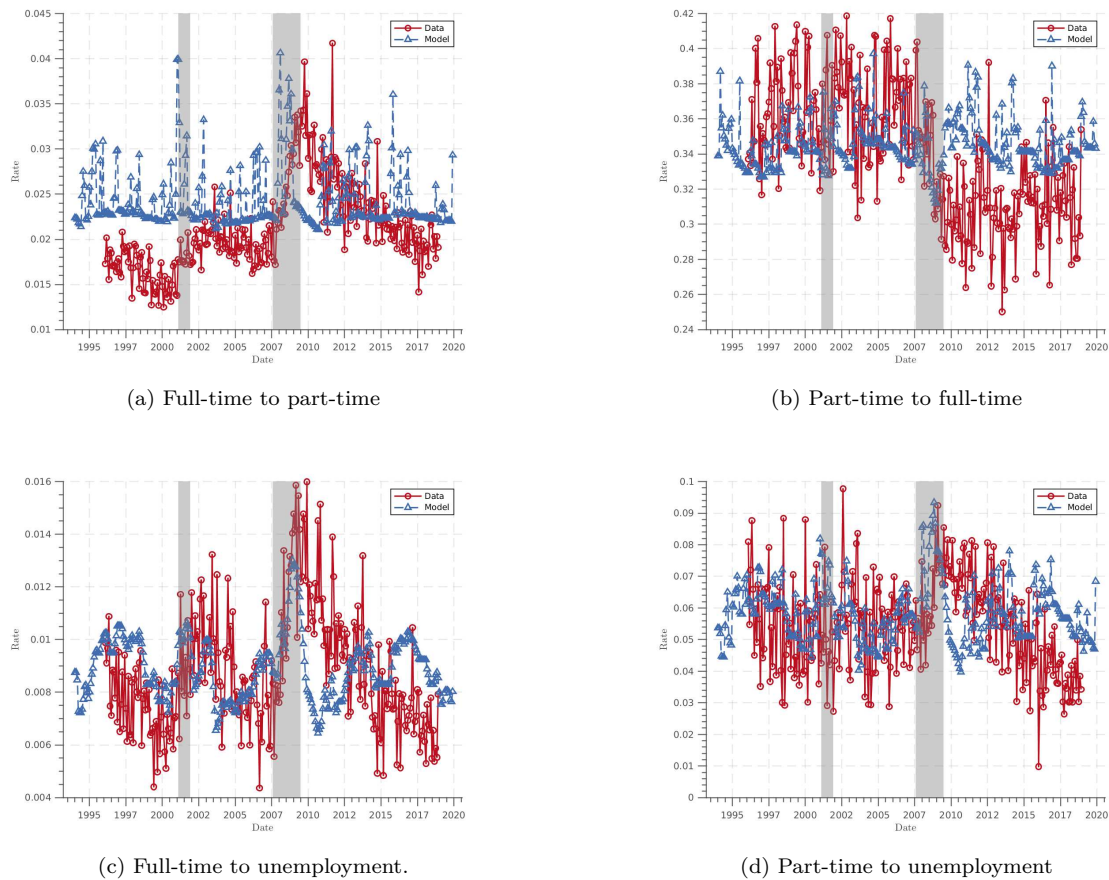 0.045
0.04
0.035
0.03
0.025
0.02
0.015
0.01
Rate
1995 1997 2000 2002 2005 2007 2010 2012 2015 2017 2020
Date
Data
Model
(a) Full-time to part-time
0.42
0.4
0.38
0.36
0.34
0.32
0.3
0.28
0.26
0.24
Rate
1995 1997 2000 2002 2005 2007 2010 2012 2015 2017 2020
Date
Data
Model
(b) Part-time to full-time
0.016
0.014
0.012
0.01
0.008
0.006
0.004
Rate
1995 1997 2000 2002 2005 2007 2010 2012 2015 2017 2020
Date
Data
Model
(c) Full-time to unemployment.
0.1
0.09
0.08
0.07
0.06
0.05
0.04
0.03
0.02
0.01
0
Rate
1995 1997 2000 2002 2005 2007 2010 2012 2015 2017 2020
Date
Data
Model
(d) Part-time to unemployment